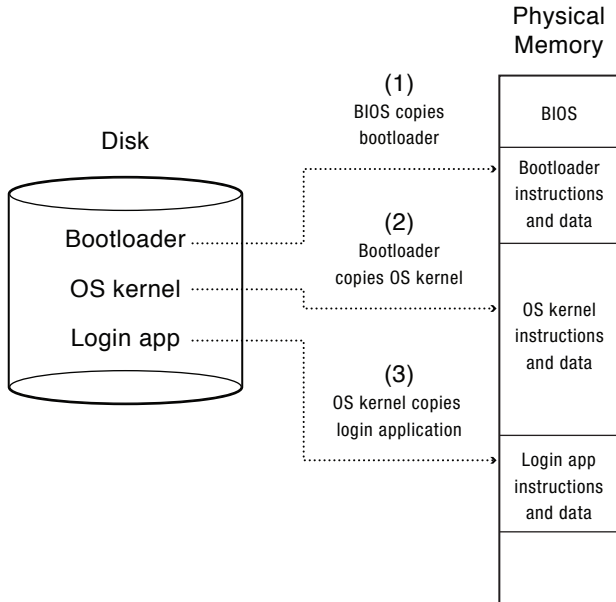 Physical
Memory
(1)
BIOS copies
bootloader
BIOS
Disk
Bootloader
instructions
and data
Bootloader
(2)
Bootloader
copies OS kernel
OS kernel
OS kernel
instructions
and data
Login app
(3)
OS kernel copies
login application
Login app
instructions
and data